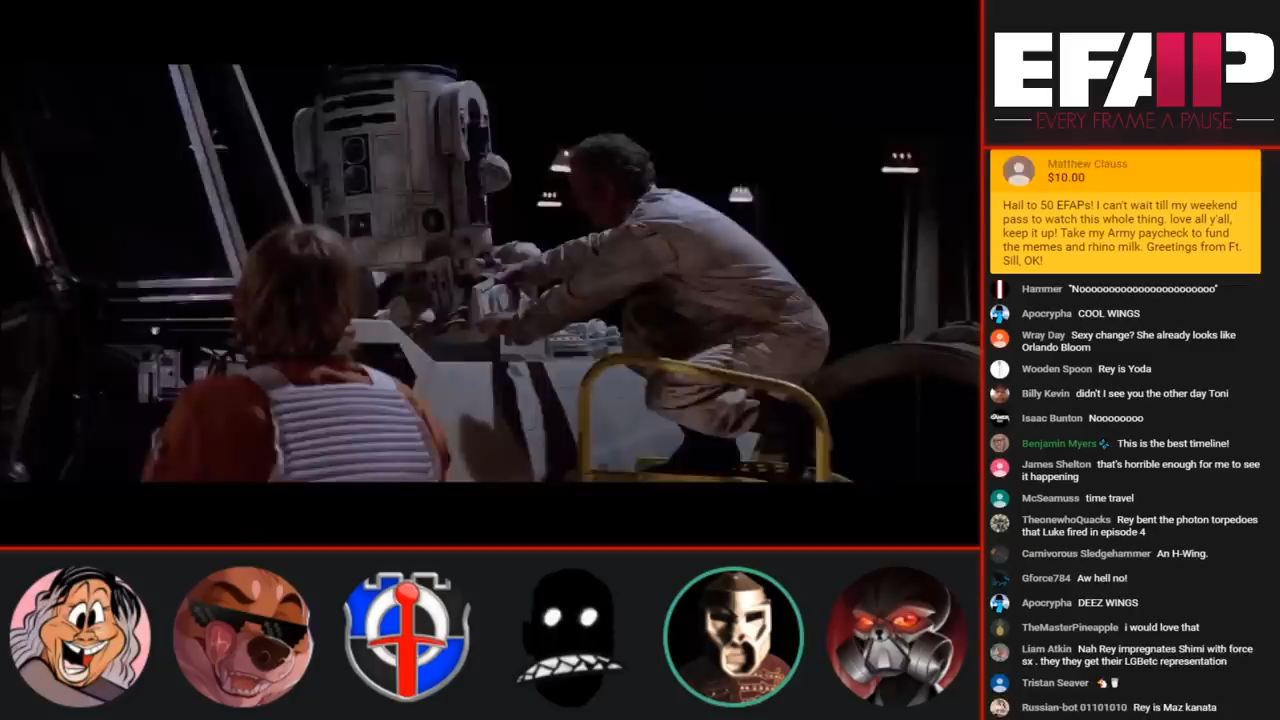 EFAP
EVERY FRAME A PAUSE
Matthew Clauss
$10.00
Hail to 50 EFAPs! I can't wait till my weekend
pass to watch this whole thing. love all y'all,
keep it up! Take my Army paycheck to fund
the memes and rhino milk. Greetings from Ft.
Sill, OK!
Hammer "Nooooooooooooooooooooooo"
Apocrypha COOL WINGS
Wray Day Sexy change? She already looks like
Orlando Bloom
Wooden Spoon Rey is Yoda
Billy Kevin didn't I see you the other day Toni
Isaac Bunton Noooooooo
Benjamin Myers This is the best timeline!
James Shelton that's horrible enough for me to see
it happening
McSeamuss time travel
TheonewhoQuacks Rey bent the photon torpedoes
that Luke fired in episode 4
Carnivorous Sledgehammer An H-Wing.
Gforce784 Aw hell no!
Apocrypha DEEZ WINGS
TheMasterPineapple i would love that
Liam Atkin Nah Rey impregnates Shimi with force
sx . they they get their LGBetc representation
Tristan Seaver
Russian-bot 01101010 Rey is Maz kanata